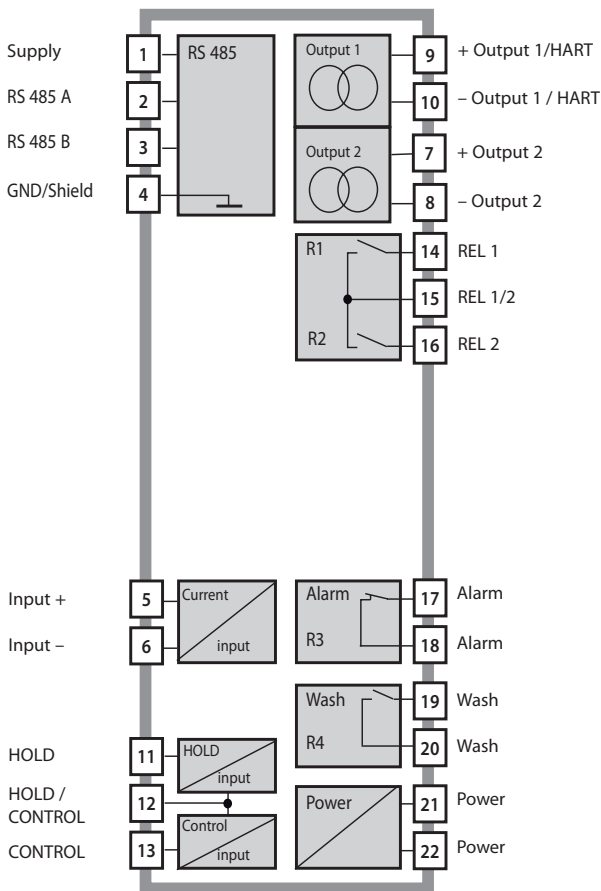 Supply
1
RS 485
RS 485 A
2
RS 485 B
3
GND/Shield
4
Output 1
9
+ Output 1/HART
10
– Output 1 / HART
Output 2
7
+ Output 2
8
– Output 2
R1
14
REL 1
15
REL 1/2
R2
16
REL 2
Input +
5
Current
Input –
6
input
Alarm
17
Alarm
R3
18
Alarm
Wash
19
Wash
R4
20
Wash
HOLD
11
HOLD
input
HOLD /
CONTROL
12
CONTROL
13
Control
input
Power
21
Power
22
Power